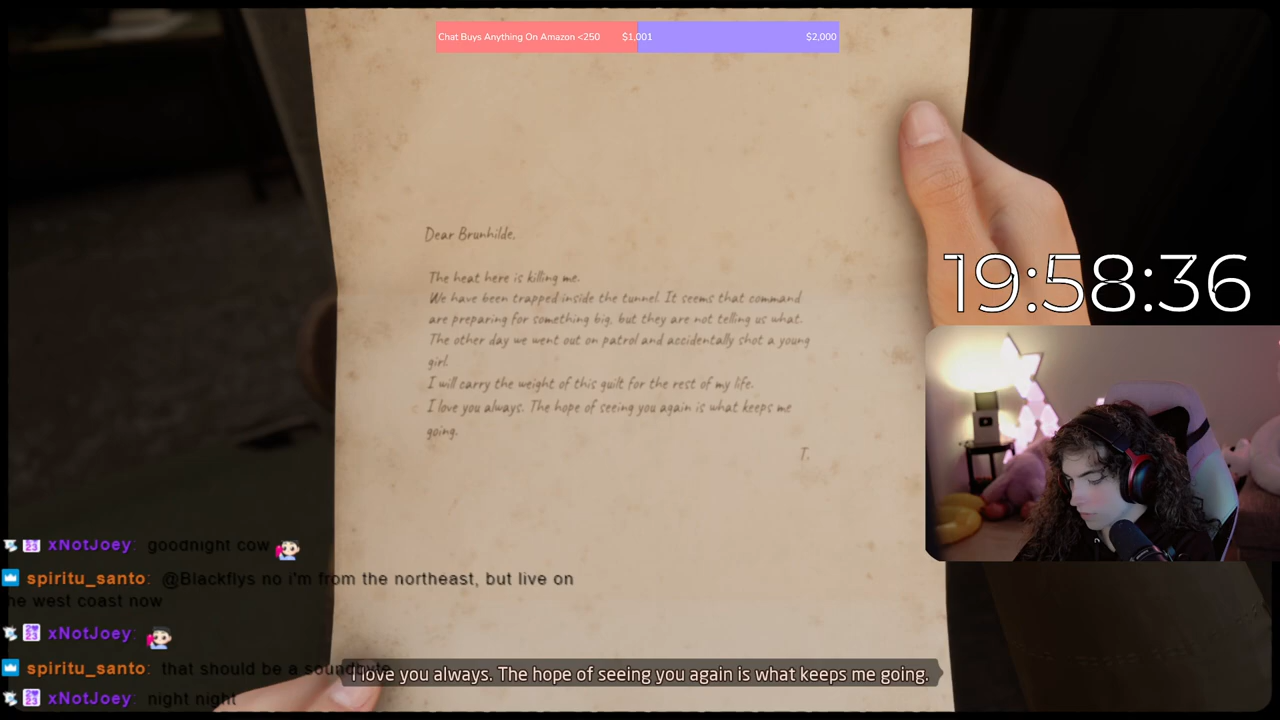 Chat Buys Anything On Amazon <250 $1,001 $2,000
Dear Brunhilde,
The heat here is killing me.
We have been trapped inside the tunnel. It seems that command
are preparing for something big, but they are not telling us what.
The other day we went out on patrol and accidentally shot a young
girl.
I will carry the weight of this guilt for the rest of my life.
I love you always. The hope of seeing you again is what keeps me
going.
T.
19:58:36
xNotJoey: goodnight cow
spiritu_santo: @Blackflys no i'm from the northeast, but live on
he west coast now
xNotJoey:
spiritu_santo: that should be a soundbyte
xNotJoey: night night
I love you always. The hope of seeing you again is what keeps me going.